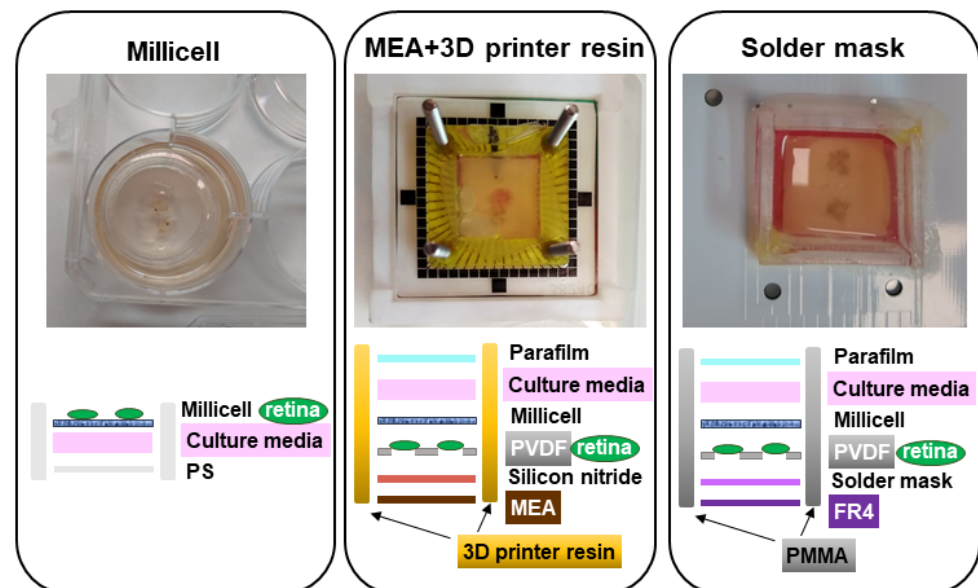 Millicell
Millicell retina
Culture media
PS
MEA+3D printer resin
Parafilm
Culture media
Millicell
PVDF retina
Silicon nitride
MEA
3D printer resin
Solder mask
Parafilm
Culture media
Millicell
PVDF retina
Solder mask
FR4
PMMA